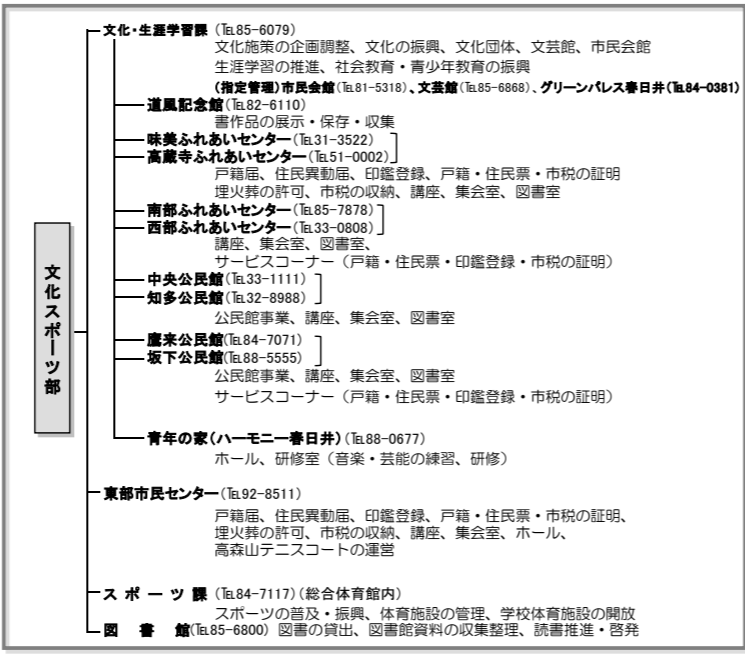 文化スポーツ部
文化・生涯学習課(℡85-6079)
文化施策の企画調整、文化の振興、文化団体、文芸館、市民会館
生涯学習の推進、社会教育・青少年教育の振興
(指定管理)市民会館(℡81-5318)、文芸館(℡85-6868)、グリーンパレス春日井(℡84-0381)
道風記念館(℡82-6110)
書作品の展示・保存・収集
味美ふれあいセンター(℡31-3522)
高蔵寺ふれあいセンター(℡51-0002)
戸籍届、住民異動届、印鑑登録、戸籍・住民票・市税の証明
埋火葬の許可、市税の収納、講座、集会室、図書室
南部ふれあいセンター(℡85-7878)
西部ふれあいセンター(℡33-0808)
講座、集会室、図書室、
サービスコーナー（戸籍・住民票・印鑑登録・市税の証明）
中央公民館(℡33-1111)
知多公民館(℡32-8988)
公民館事業、講座、集会室、図書室
鷹来公民館(℡84-7071)
坂下公民館(℡88-5555)
公民館事業、講座、集会室、図書室
サービスコーナー（戸籍・住民票・印鑑登録・市税の証明）
青年の家(ハーモニー春日井)(℡88-0677)
ホール、研修室（音楽・芸能の練習、研修）
東部市民センター(℡92-8511)
戸籍届、住民異動届、印鑑登録、戸籍・住民票・市税の証明、
埋火葬の許可、市税の収納、講座、集会室、ホール、
高森山テニスコートの運営
スポーツ課(℡84-7117)(総合体育館内)
スポーツの普及・振興、体育施設の管理、学校体育施設の開放
図書館(℡85-6800) 図書の貸出、図書館資料の収集整理、読書推進・啓発